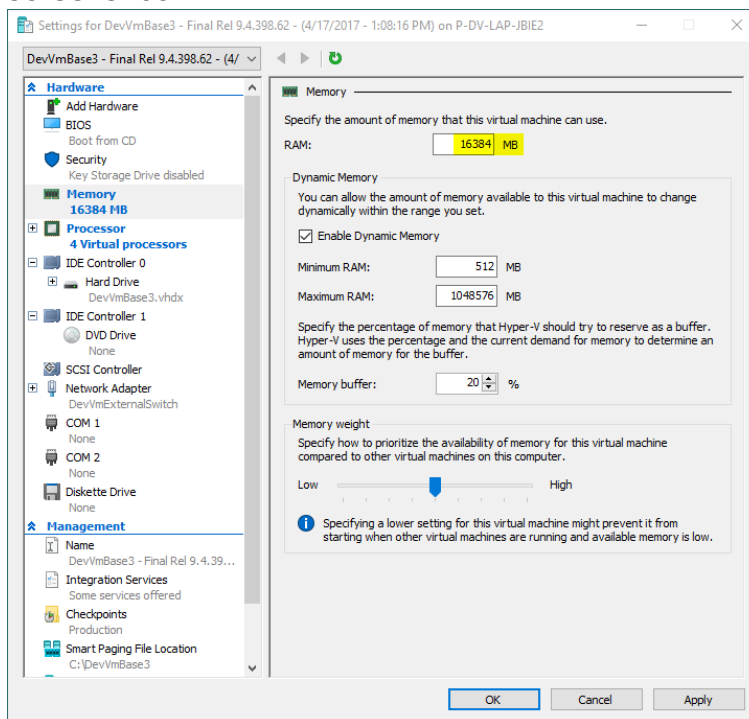 Settings for DevVmBase3 - Final Rel 9.4.398.62 - (4/17/2017 - 1:08:16 PM) on P-DV-LAP-JBIE2
DevVmBase3 - Final Rel 9.4.398.62 - (4/
Hardware
Add Hardware
BIOS
Boot from CD
Security
Key Storage Drive disabled
Memory
16384 MB
Processor
4 Virtual processors
IDE Controller 0
Hard Drive
DevVmBase3.vhdx
IDE Controller 1
DVD Drive
None
SCSI Controller
Network Adapter
DevVmExternalSwitch
COM 1
None
COM 2
None
Diskette Drive
None
Management
Name
DevVmBase3 - Final Rel 9.4.39...
Integration Services
Some services offered
Checkpoints
Production
Smart Paging File Location
C:\DevVmBase3
Memory
Specify the amount of memory that this virtual machine can use.
RAM: 16384 MB
Dynamic Memory
You can allow the amount of memory available to this virtual machine to change
dynamically within the range you set.
Enable Dynamic Memory
Minimum RAM: 512 MB
Maximum RAM: 1048576 MB
Specify the percentage of memory that Hyper-V should try to reserve as a buffer.
Hyper-V uses the percentage and the current demand for memory to determine an
amount of memory for the buffer.
Memory buffer: 20 %
Memory weight
Specify how to prioritize the availability of memory for this virtual machine
compared to other virtual machines on this computer.
Low High
Specifying a lower setting for this virtual machine might prevent it from
starting when other virtual machines are running and available memory is low.
OK Cancel Apply